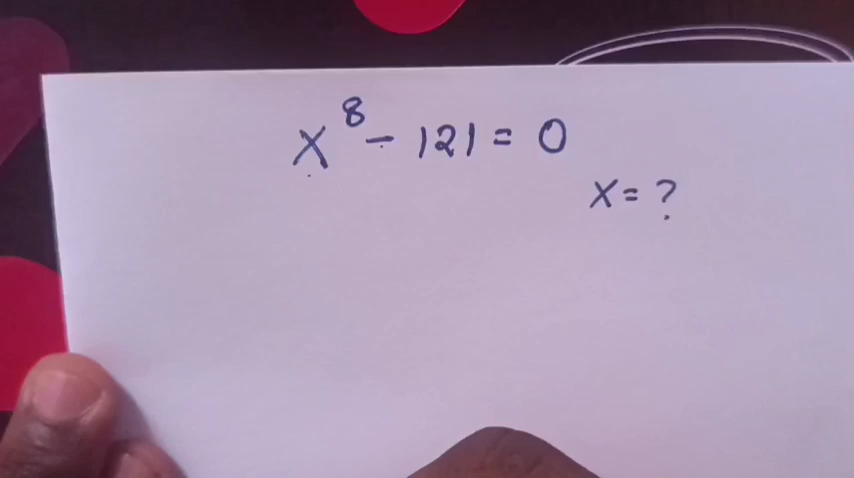 x⁸ - 121 = 0
x = ?